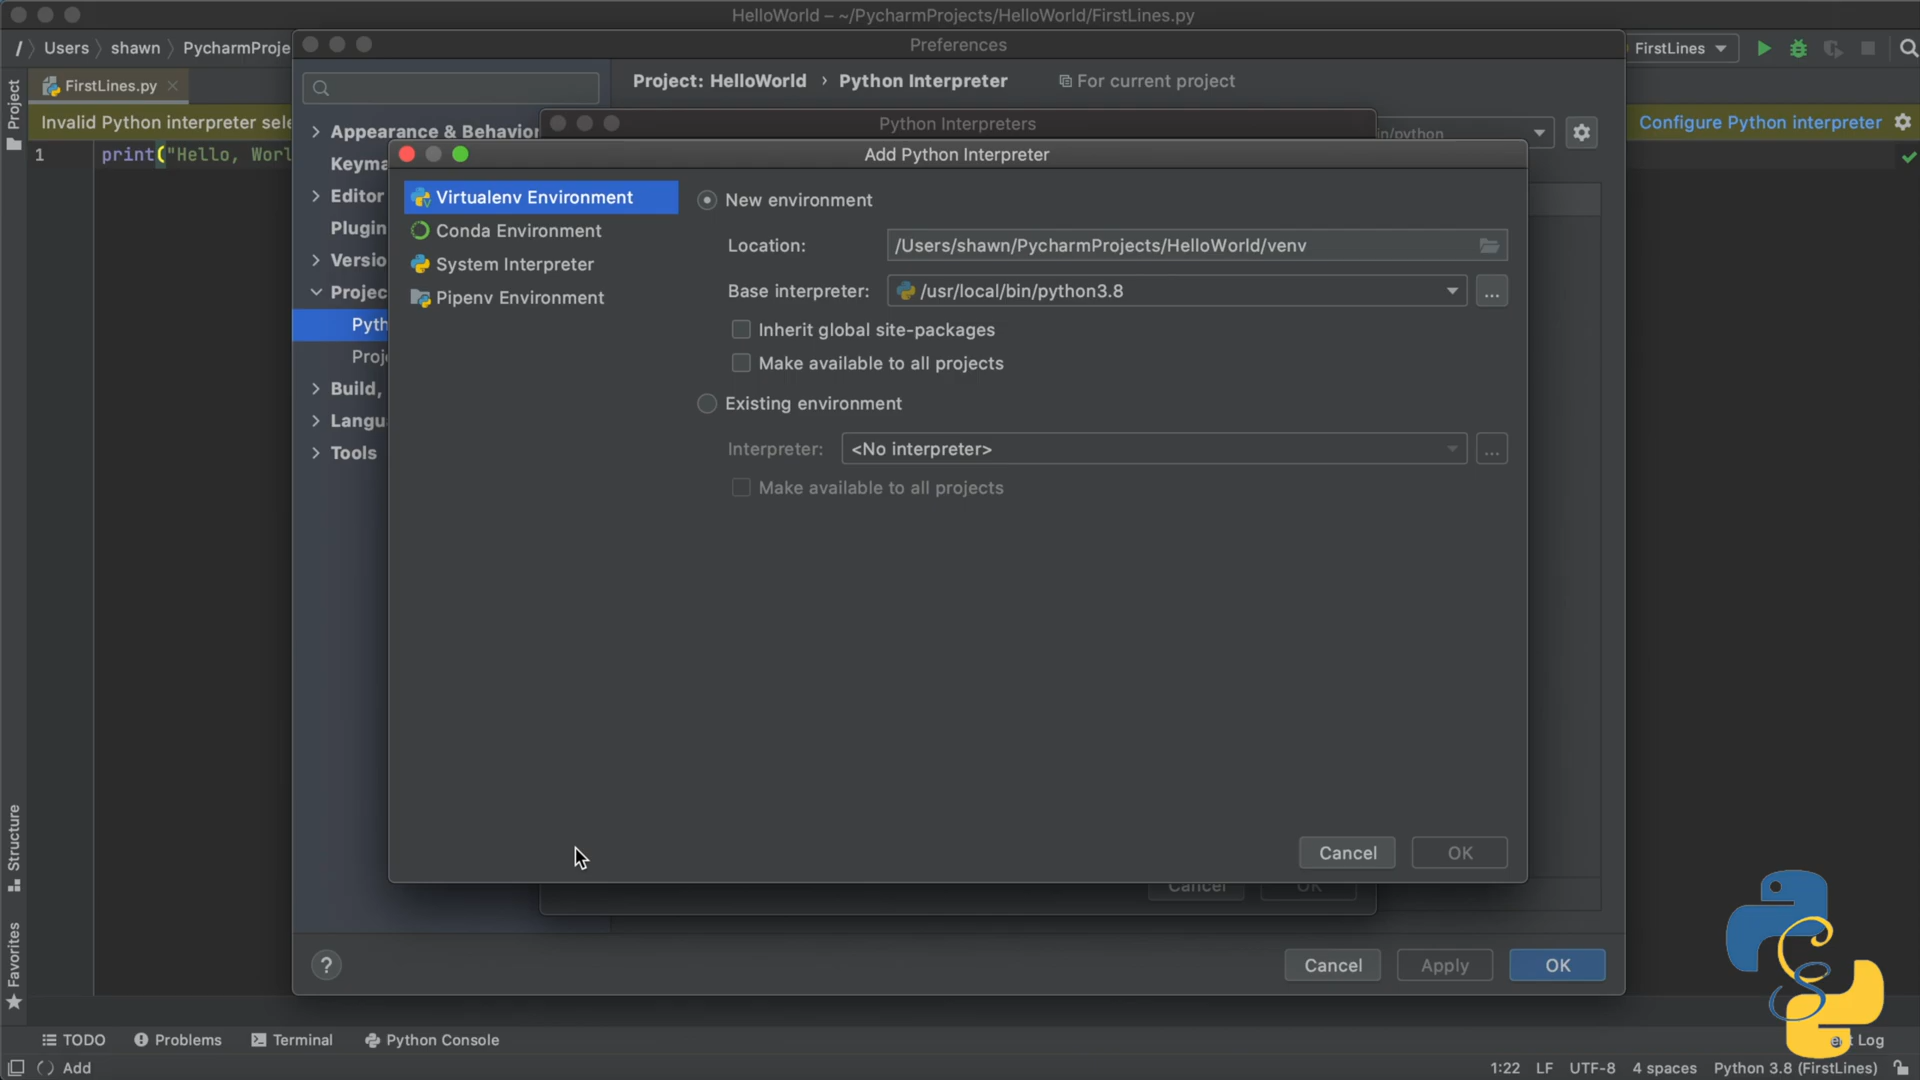 HelloWorld – ~/PycharmProjects/HelloWorld/FirstLines.py
/ Users shawn PycharmProje
Preferences
FirstLines
Project
FirstLines.py
Project: HelloWorld › Python Interpreter
For current project
Invalid Python interpreter sele
Appearance & Behavior
Python Interpreters
in/python
Configure Python interpreter
1 print("Hello, Worl
Keyma
Add Python Interpreter
Editor
Virtualenv Environment
New environment
Plugin
Conda Environment
Location: /Users/shawn/PycharmProjects/HelloWorld/venv
Versio
System Interpreter
Projec
Pipenv Environment
Base interpreter: /usr/local/bin/python3.8 ...
Pyth
Inherit global site-packages
Proj
Make available to all projects
Build,
Existing environment
Langu
Interpreter: <No interpreter> ...
Tools
Make available to all projects
Structure
Cancel OK
Cancel OK
Favorites
? Cancel Apply OK
TODO Problems Terminal Python Console
Log
Add
1:22 LF UTF-8 4 spaces Python 3.8 (FirstLines)